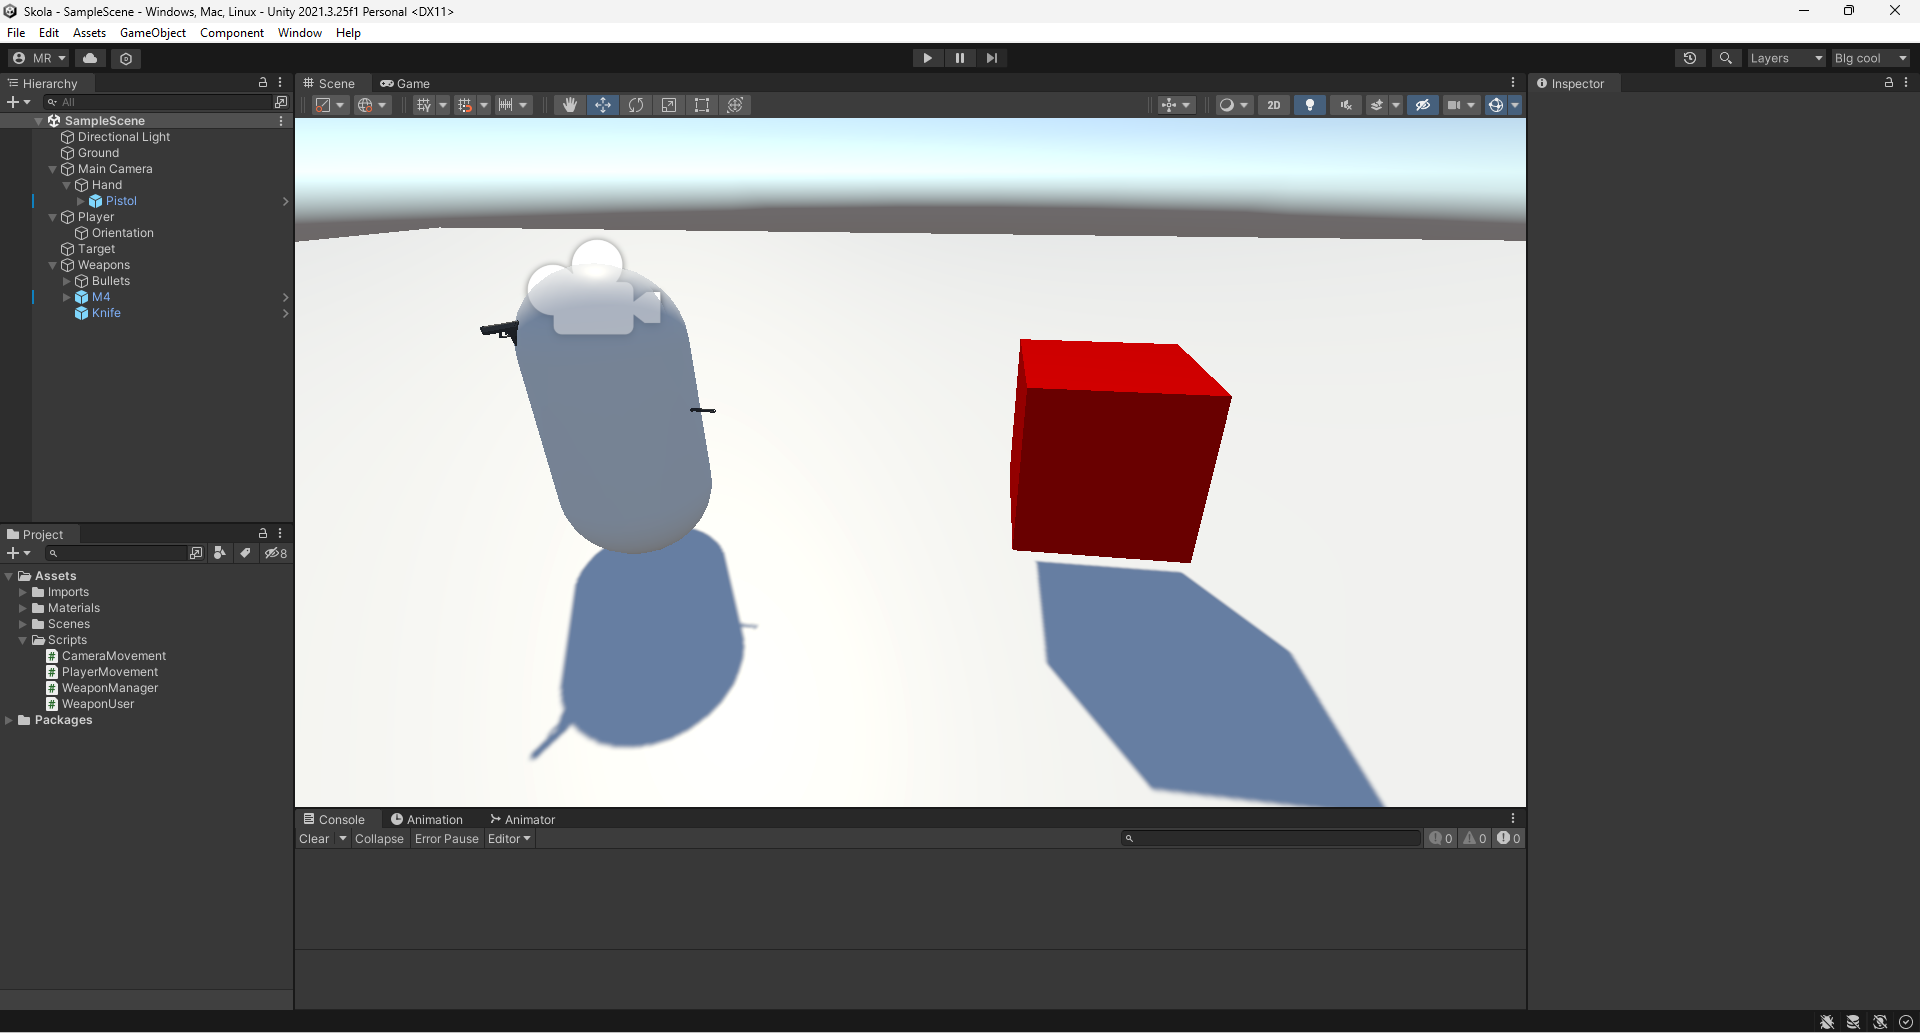 Skola - SampleScene - Windows, Mac, Linux - Unity 2021.3.25f1 Personal <DX11>
File Edit Assets GameObject Component Window Help
MR Layers Big cool
Hierarchy
All
SampleScene
Directional Light
Ground
Main Camera
Hand
Pistol
Player
Orientation
Target
Weapons
Bullets
M4
Knife
Project
8
Assets
Imports
Materials
Scenes
Scripts
CameraMovement
PlayerMovement
WeaponManager
WeaponUser
Packages
Scene Game
2D
Console Animation Animator
Clear Collapse Error Pause Editor 0 0 0
Inspector